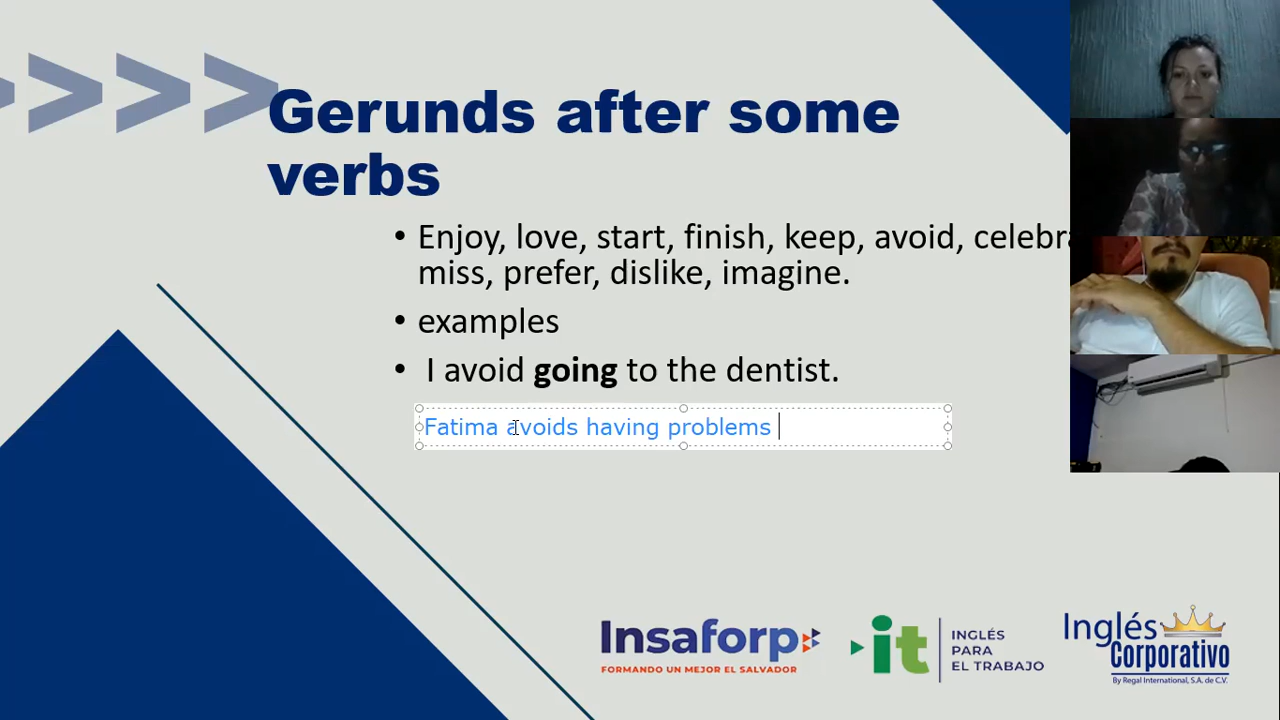 Gerunds after some
verbs
• Enjoy, love, start, finish, keep, avoid, celebra
miss, prefer, dislike, imagine.
• examples
• I avoid going to the dentist.
Fatima avoids having problems
Insaforp
FORMANDO UN MEJOR EL SALVADOR
it
INGLÉS
PARA
EL TRABAJO
Inglés
Corporativo
By Regal International, S.A. de C.V.